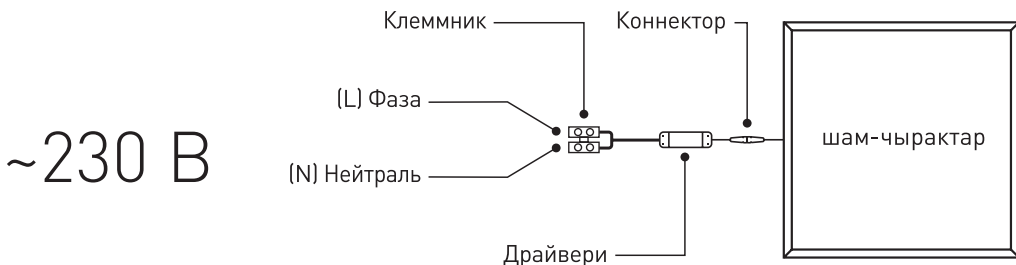 Клеммник
Коннектор
(L) Фаза
~230 В
(N) Нейтраль
шам-чырактар
Драйвери